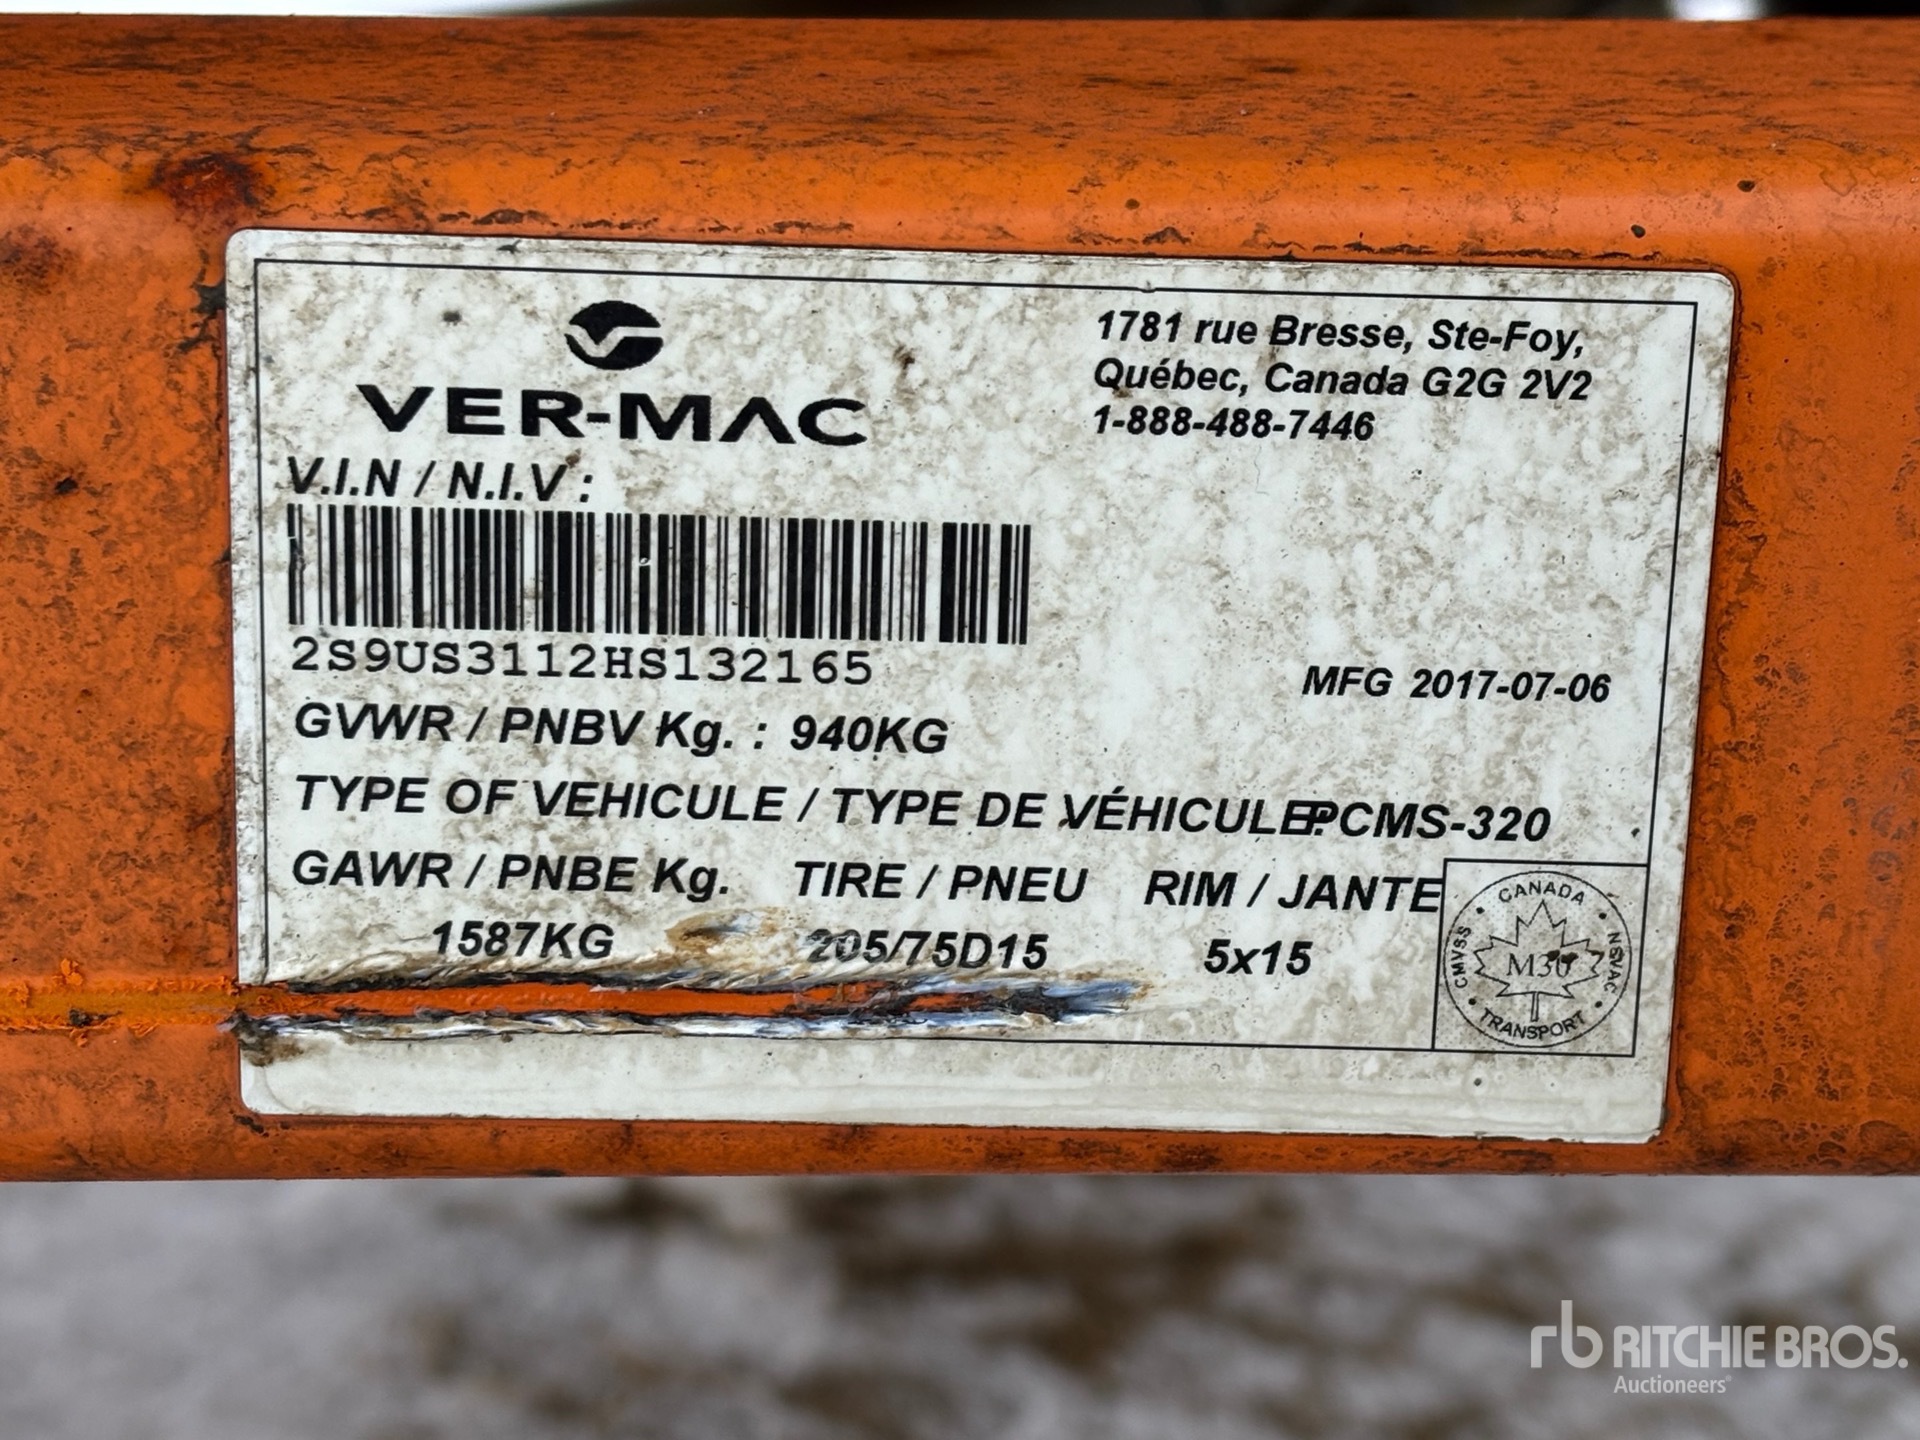 VER-MAC
1781 rue Bresse, Ste-Foy,
Québec, Canada G2G 2V2
1-888-488-7446
V.I.N / N.I.V :
2S9US3112HS132165
MFG 2017-07-06
GVWR / PNBV Kg. : 940KG
TYPE OF VEHICULE / TYPE DE VÉHICULE: PCMS-320
GAWR / PNBE Kg. TIRE / PNEU RIM / JANTE
1587KG 205/75D15 5x15
CANADA
CMVSS
NSVAC
M30
TRANSPORT
rb RITCHIE BROS.
Auctioneers